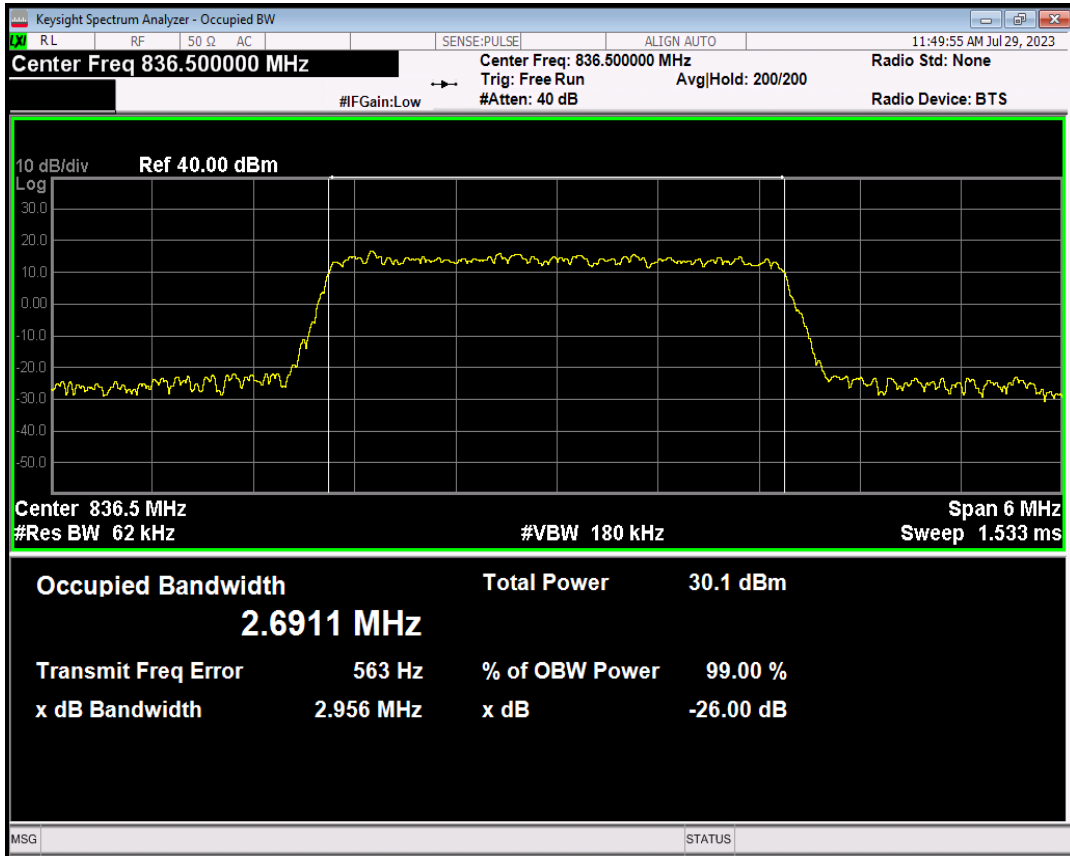 Keysight Spectrum Analyzer - Occupied BW
LXI RL RF 50 Ω AC SENSE:PULSE ALIGN AUTO 11:49:55 AM Jul 29, 2023
Center Freq 836.500000 MHz Center Freq: 836.500000 MHz Radio Std: None
Trig: Free Run Avg|Hold: 200/200
#IFGain:Low #Atten: 40 dB Radio Device: BTS
10 dB/div Ref 40.00 dBm
Log
30.0
20.0
10.0
0.00
-10.0
-20.0
-30.0
-40.0
-50.0
Center 836.5 MHz Span 6 MHz
#Res BW 62 kHz #VBW 180 kHz Sweep 1.533 ms
Occupied Bandwidth Total Power 30.1 dBm
2.6911 MHz
Transmit Freq Error 563 Hz % of OBW Power 99.00 %
x dB Bandwidth 2.956 MHz x dB -26.00 dB
MSG STATUS